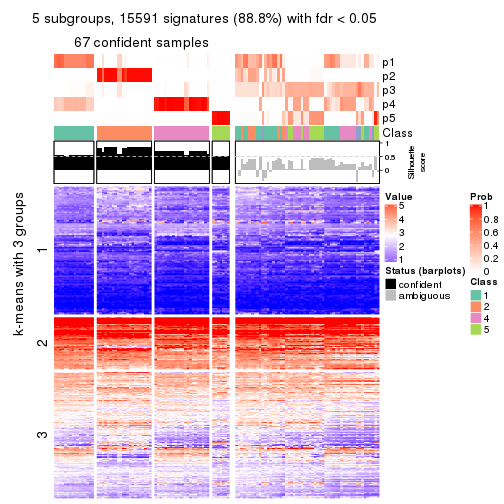 5 subgroups, 15591 signatures (88.8%) with fdr < 0.05
67 confident samples
p1
p2
p3
p4
p5
Class
1
0.5
0
Silhouette
score
k-means with 3 groups
1
2
3
Value
5
4
3
2
1
Status (barplots)
confident
ambiguous
Prob
1
0.8
0.6
0.4
0.2
0
Class
1
2
4
5